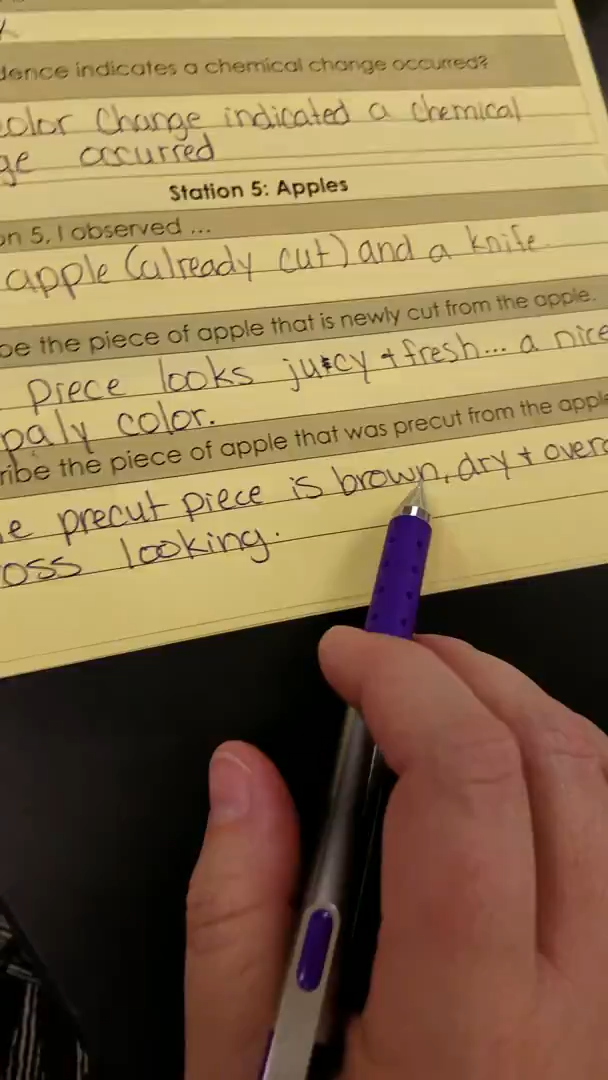 dence indicates a chemical change occurred?
olor Change indicated a chemical
ge occurred
Station 5: Apples
on 5, I observed ...
apple (already cut) and a knife
be the piece of apple that is newly cut from the apple.
Piece looks juicy + fresh... a nice
paly color.
ribe the piece of apple that was precut from the apple
e precut piece is brown, dry + over
oss looking.